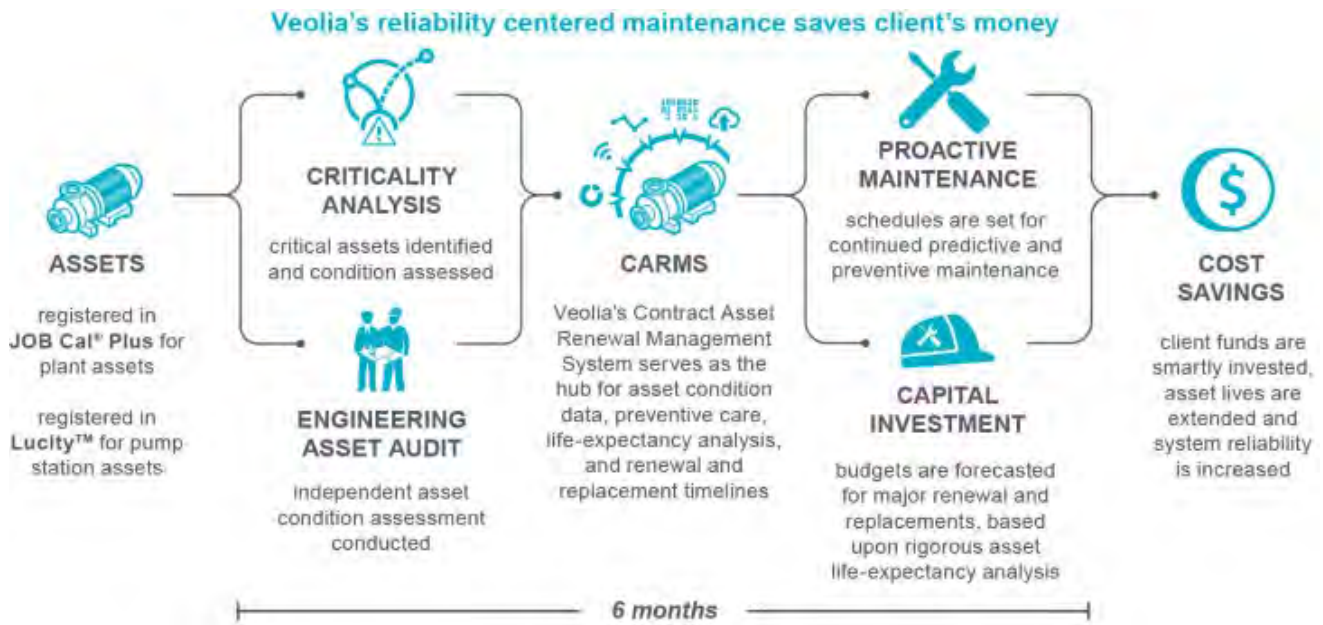 Veolia's reliability centered maintenance saves client's money
ASSETS
registered in
JOB Cal® Plus for
plant assets
registered in
Lucity™ for pump
station assets
CRITICALITY
ANALYSIS
critical assets identified
and condition assessed
ENGINEERING
ASSET AUDIT
independent asset
condition assessment
conducted
CARMS
Veolia's Contract Asset
Renewal Management
System serves as the
hub for asset condition
data, preventive care,
life-expectancy analysis,
and renewal and
replacement timelines
PROACTIVE
MAINTENANCE
schedules are set for
continued predictive and
preventive maintenance
CAPITAL
INVESTMENT
budgets are forecasted
for major renewal and
replacements, based
upon rigorous asset
life-expectancy analysis
COST
SAVINGS
client funds are
smartly invested,
asset lives are
extended and
system reliability
is increased
6 months